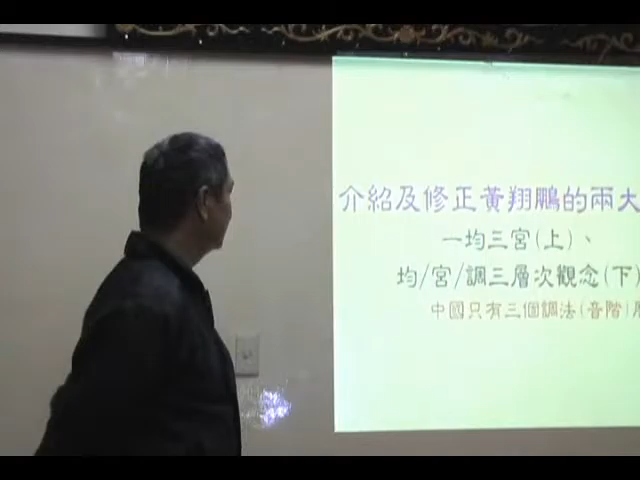 介紹及修正黃翔鵬的兩大
一均三宮(上)、
均/宮/調三層次觀念(下)
中國只有三個調法(音階)